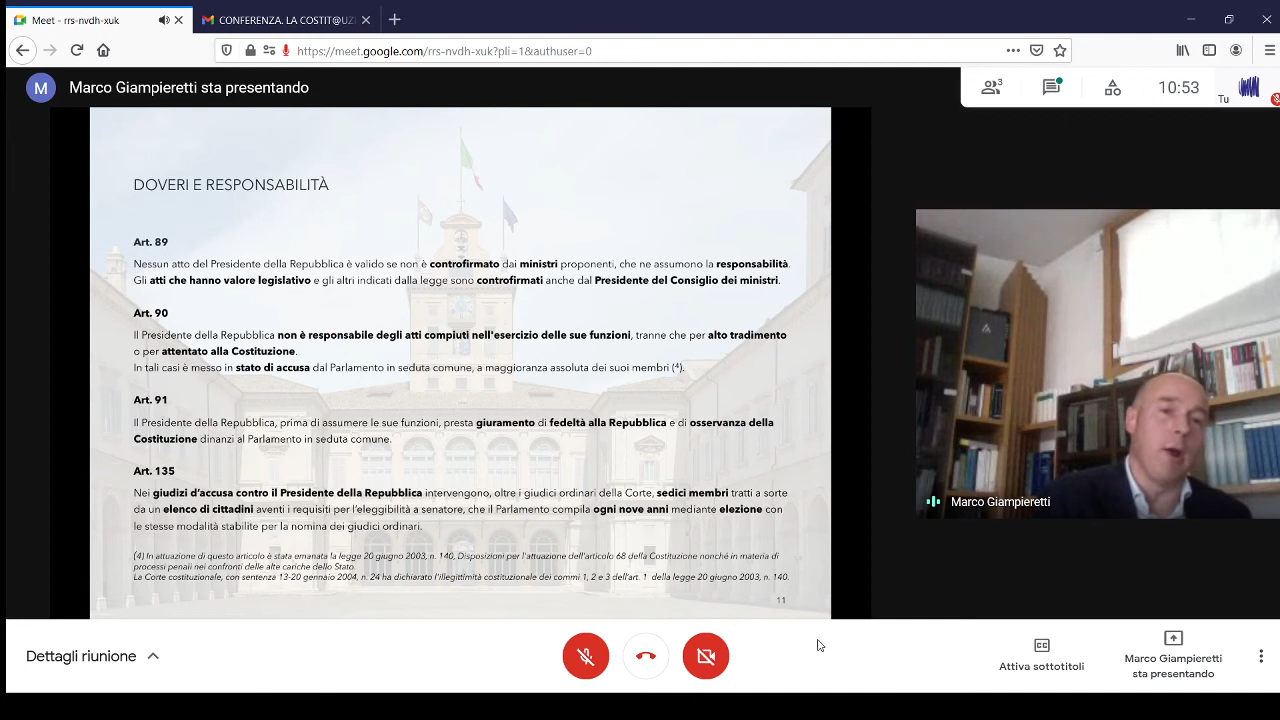 Meet - rrs-nvdh-xuk
CONFERENZA. LA COSTIT@UZI
https://meet.google.com/rrs-nvdh-xuk?pli=1&authuser=0
M
Marco Giampieretti sta presentando
3
10:53
Tu
DOVERI E RESPONSABILITÀ
Art. 89
Nessun atto del Presidente della Repubblica è valido se non è controfirmato dai ministri proponenti, che ne assumono la responsabilità.
Gli atti che hanno valore legislativo e gli altri indicati dalla legge sono controfirmati anche dal Presidente del Consiglio dei ministri.
Art. 90
Il Presidente della Repubblica non è responsabile degli atti compiuti nell'esercizio delle sue funzioni, tranne che per alto tradimento
o per attentato alla Costituzione.
In tali casi è messo in stato di accusa dal Parlamento in seduta comune, a maggioranza assoluta dei suoi membri (4).
Art. 91
Il Presidente della Repubblica, prima di assumere le sue funzioni, presta giuramento di fedeltà alla Repubblica e di osservanza della
Costituzione dinanzi al Parlamento in seduta comune.
Art. 135
Nei giudizi d'accusa contro il Presidente della Repubblica intervengono, oltre i giudici ordinari della Corte, sedici membri tratti a sorte
da un elenco di cittadini aventi i requisiti per l'eleggibilità a senatore, che il Parlamento compila ogni nove anni mediante elezione con
le stesse modalità stabilite per la nomina dei giudici ordinari.
(4) In attuazione di questo articolo è stata emanata la legge 20 giugno 2003, n. 140, Disposizioni per l'attuazione dell'articolo 68 della Costituzione nonché in materia di
processi penali nei confronti delle alte cariche dello Stato.
La Corte costituzionale, con sentenza 13-20 gennaio 2004, n. 24 ha dichiarato l'illegittimità costituzionale dei commi 1, 2 e 3 dell'art. 1 della legge 20 giugno 2003, n. 140.
11
Marco Giampieretti
Dettagli riunione
Attiva sottotitoli
Marco Giampieretti
sta presentando